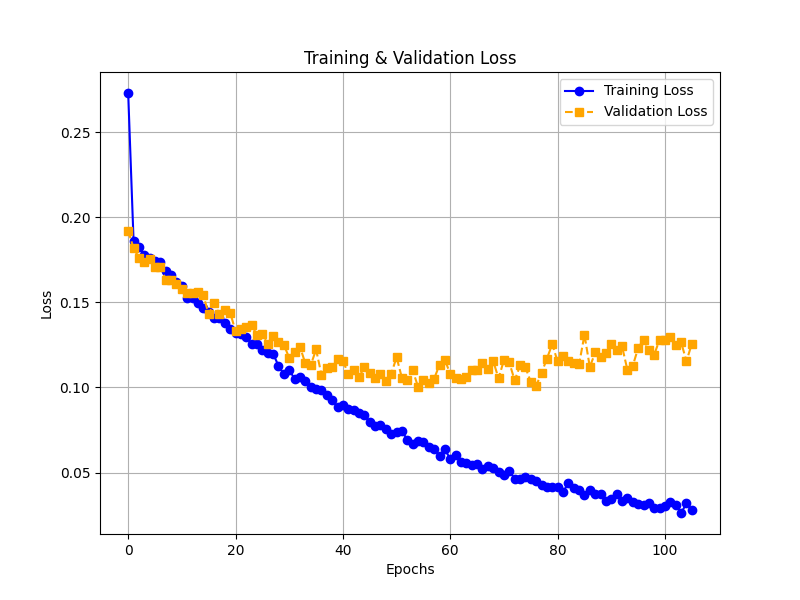 Training & Validation Loss
Training Loss
Validation Loss
0.25
0.20
0.15
0.10
0.05
Loss
0 20 40 60 80 100
Epochs